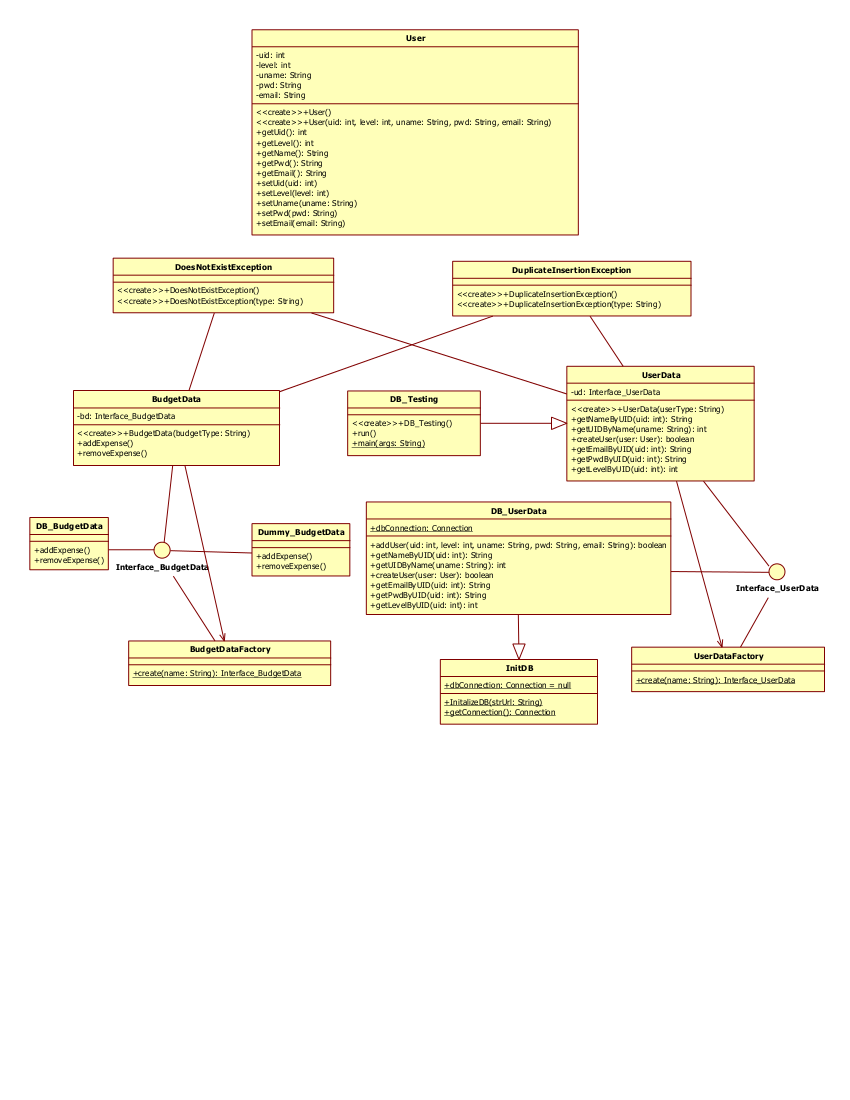 User
-uid: int
-level: int
-uname: String
-pwd: String
-email: String
<<create>>+User()
<<create>>+User(uid: int, level: int, uname: String, pwd: String, email: String)
+getUid(): int
+getLevel(): int
+getName(): String
+getPwd(): String
+getEmail(): String
+setUid(uid: int)
+setLevel(level: int)
+setUname(uname: String)
+setPwd(pwd: String)
+setEmail(email: String)
DoesNotExistException
<<create>>+DoesNotExistException()
<<create>>+DoesNotExistException(type: String)
DuplicateInsertionException
<<create>>+DuplicateInsertionException()
<<create>>+DuplicateInsertionException(type: String)
BudgetData
-bd: Interface_BudgetData
<<create>>+BudgetData(budgetType: String)
+addExpense()
+removeExpense()
DB_Testing
<<create>>+DB_Testing()
+run()
+main(args: String)
UserData
-ud: Interface_UserData
<<create>>+UserData(userType: String)
+getNameByUID(uid: int): String
+getUIDByName(uname: String): int
+createUser(user: User): boolean
+getEmailByUID(uid: int): String
+getPwdByUID(uid: int): String
+getLevelByUID(uid: int): int
DB_BudgetData
+addExpense()
+removeExpense()
Interface_BudgetData
Dummy_BudgetData
+addExpense()
+removeExpense()
DB_UserData
+dbConnection: Connection
+addUser(uid: int, level: int, uname: String, pwd: String, email: String): boolean
+getNameByUID(uid: int): String
+getUIDByName(uname: String): int
+createUser(user: User): boolean
+getEmailByUID(uid: int): String
+getPwdByUID(uid: int): String
+getLevelByUID(uid: int): int
Interface_UserData
BudgetDataFactory
+create(name: String): Interface_BudgetData
InitDB
+dbConnection: Connection = null
+InitalizeDB(strUrl: String)
+getConnection(): Connection
UserDataFactory
+create(name: String): Interface_UserData